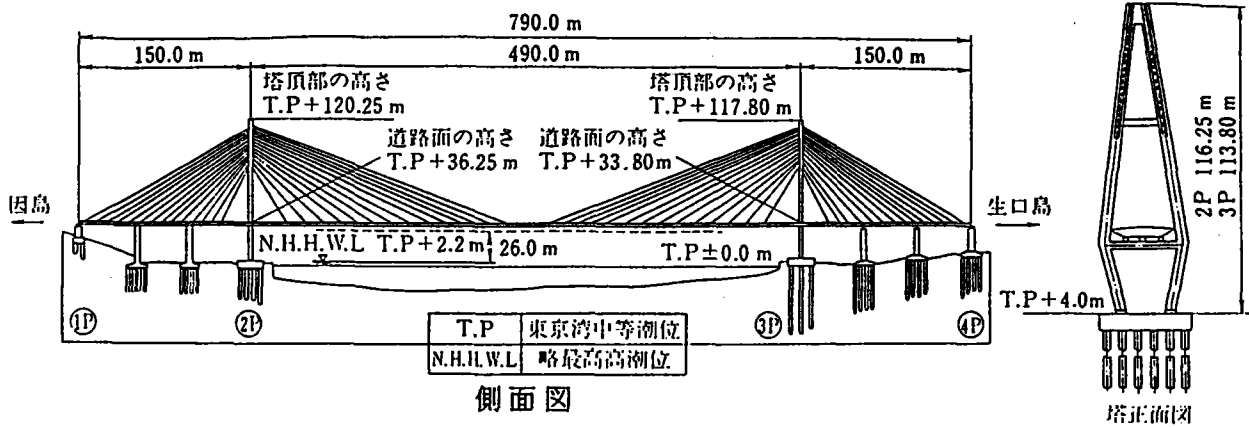 790.0 m
150.0 m
490.0 m
150.0 m
塔頂部の高さ
T.P+120.25 m
塔頂部の高さ
T.P+117.80 m
道路面の高さ
T.P+36.25 m
道路面の高さ
T.P+33.80 m
因島
生口島
N.H.H.W.L T.P+2.2 m
26.0 m
T.P±0.0 m
1P
2P
3P
4P
T.P 東京湾中等潮位
N.H.H.W.L 略最高高潮位
側面図
2P 116.25 m
3P 113.80 m
T.P+4.0m
塔正面図